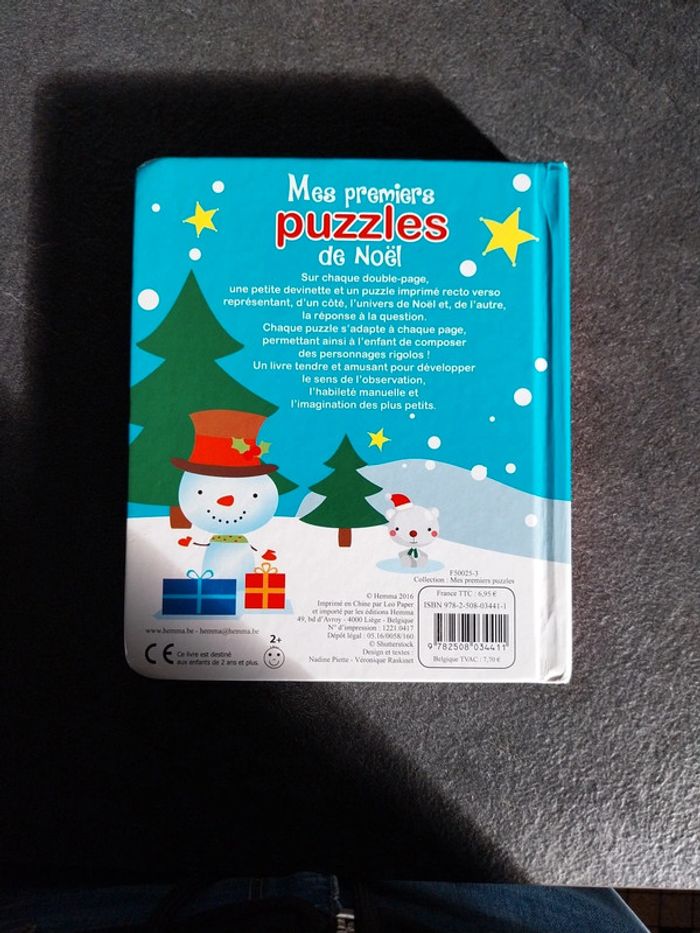 Mes premiers
puzzles
de Noël
Sur chaque double-page,
une petite devinette et un puzzle imprimé recto verso
représentant, d'un côté, l'univers de Noël et, de l'autre,
la réponse à la question.
Chaque puzzle s'adapte à chaque page,
permettant ainsi à l'enfant de composer
des personnages rigolos !
Un livre tendre et amusant pour développer
le sens de l'observation,
l'habileté manuelle et
l'imagination des plus petits.
F50025-3
Collection : Mes premiers puzzles
© Hemma 2016
Imprimé en Chine par Leo Paper
et importé par les éditions Hemma
49, bd d'Avroy - 4000 Liège - Belgique
N° d'impression : 1221.0417
Dépôt légal : 05.16/0058/160
© Shutterstock
Design et textes :
Nadine Piette - Véronique Raskinet
France TTC : 6,95 €
ISBN 978-2-508-03441-1
9 782508 034411
Belgique TVAC : 7,70 €
www.hemma.be - hemma@hemma.be
CE
Ce livre est destiné
aux enfants de 2 ans et plus.
2+